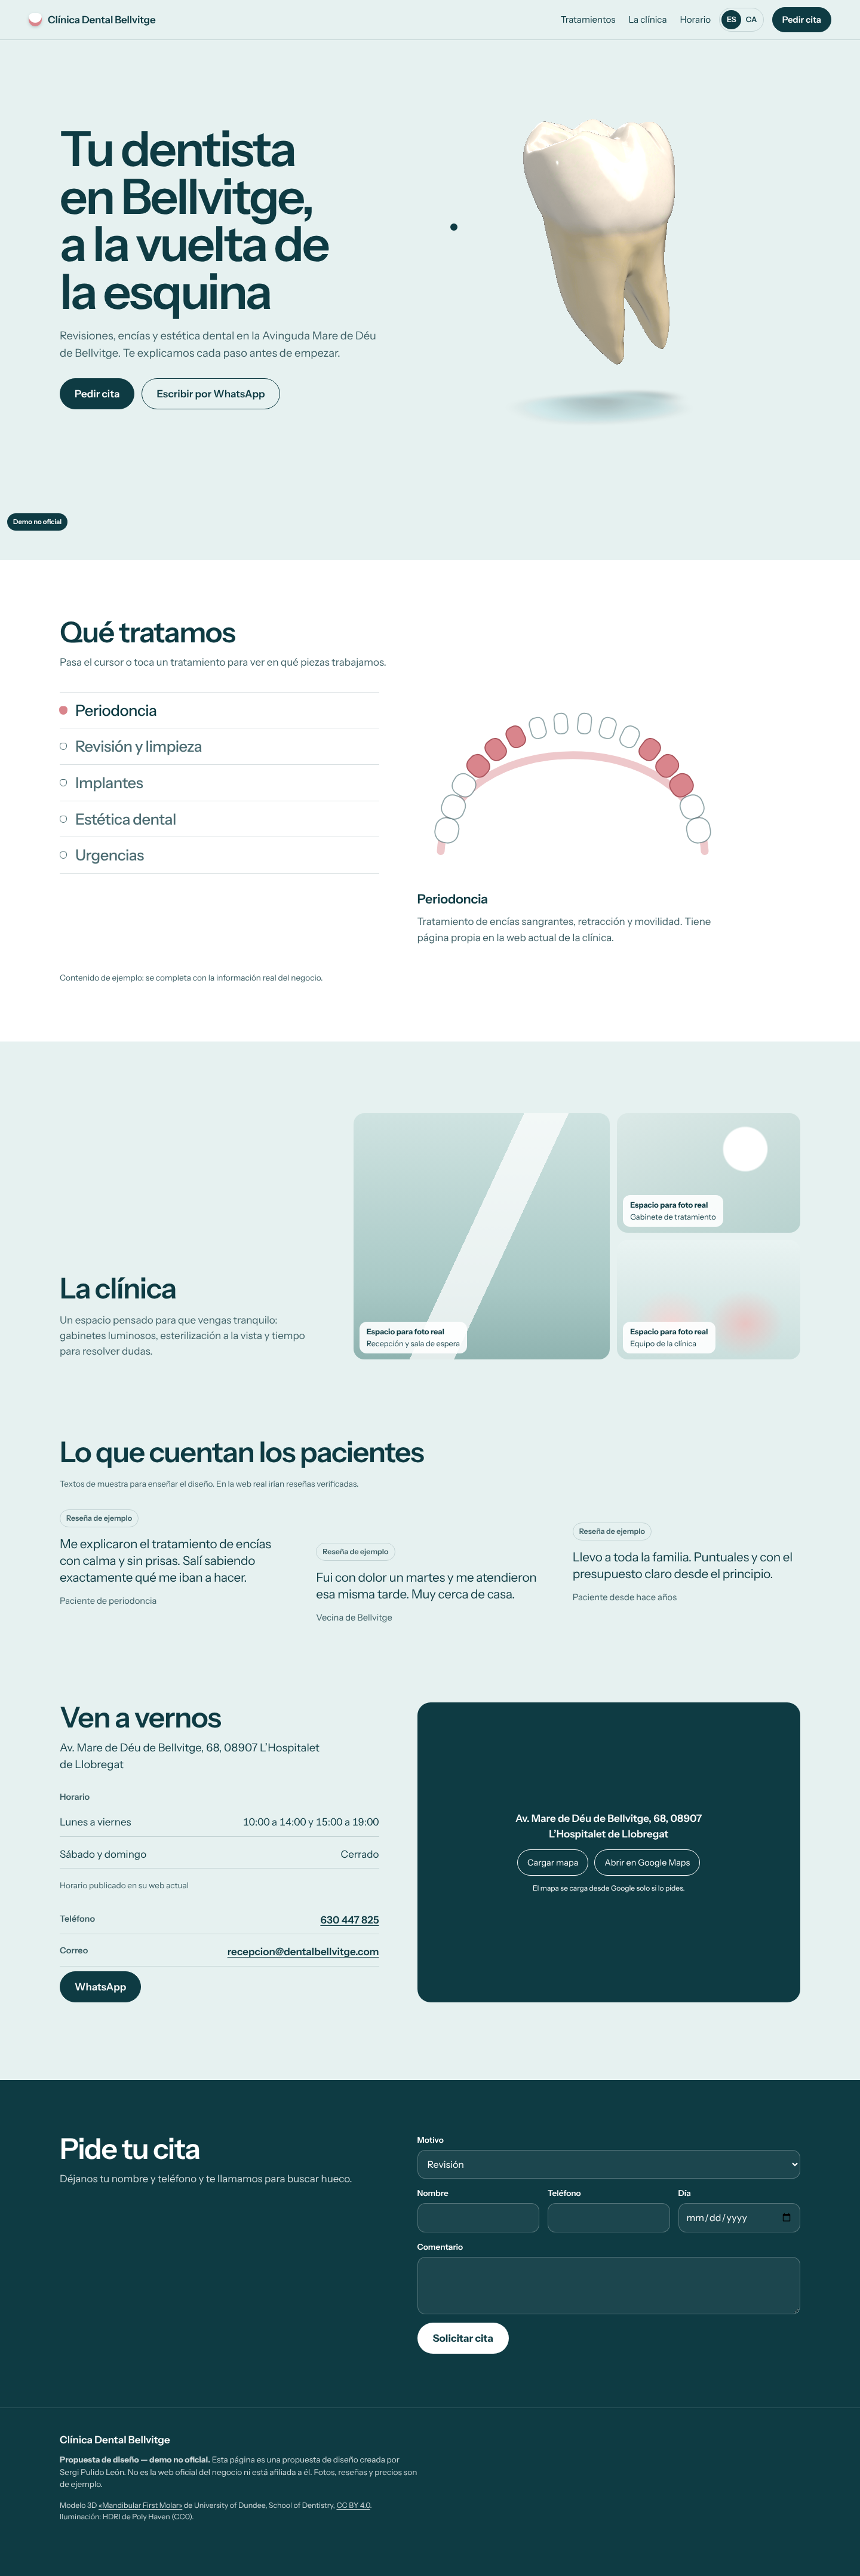 Clínica Dental Bellvitge
Tratamientos
La clínica
Horario
ES
CA
Pedir cita
Tu dentista
en Bellvitge,
a la vuelta de
la esquina
Revisiones, encías y estética dental en la Avinguda Mare de Déu
de Bellvitge. Te explicamos cada paso antes de empezar.
Pedir cita
Escribir por WhatsApp
Demo no oficial
Qué tratamos
Pasa el cursor o toca un tratamiento para ver en qué piezas trabajamos.
Periodoncia
Revisión y limpieza
Implantes
Estética dental
Urgencias
Periodoncia
Tratamiento de encías sangrantes, retracción y movilidad. Tiene
página propia en la web actual de la clínica.
Contenido de ejemplo: se completa con la información real del negocio.
La clínica
Un espacio pensado para que vengas tranquilo:
gabinetes luminosos, esterilización a la vista y tiempo
para resolver dudas.
Espacio para foto real
Recepción y sala de espera
Espacio para foto real
Gabinete de tratamiento
Espacio para foto real
Equipo de la clínica
Lo que cuentan los pacientes
Textos de muestra para enseñar el diseño. En la web real irían reseñas verificadas.
Reseña de ejemplo
Me explicaron el tratamiento de encías
con calma y sin prisas. Salí sabiendo
exactamente qué me iban a hacer.
Paciente de periodoncia
Reseña de ejemplo
Fui con dolor un martes y me atendieron
esa misma tarde. Muy cerca de casa.
Vecina de Bellvitge
Reseña de ejemplo
Llevo a toda la familia. Puntuales y con el
presupuesto claro desde el principio.
Paciente desde hace años
Ven a vernos
Av. Mare de Déu de Bellvitge, 68, 08907 L'Hospitalet
de Llobregat
Horario
Lunes a viernes 10:00 a 14:00 y 15:00 a 19:00
Sábado y domingo Cerrado
Horario publicado en su web actual
Teléfono 630 447 825
Correo recepcion@dentalbellvitge.com
WhatsApp
Av. Mare de Déu de Bellvitge, 68, 08907
L'Hospitalet de Llobregat
Cargar mapa
Abrir en Google Maps
El mapa se carga desde Google solo si lo pides.
Pide tu cita
Déjanos tu nombre y teléfono y te llamamos para buscar hueco.
Motivo
Revisión
Nombre
Teléfono
Día
mm/dd/yyyy
Comentario
Solicitar cita
Clínica Dental Bellvitge
Propuesta de diseño — demo no oficial. Esta página es una propuesta de diseño creada por
Sergi Pulido León. No es la web oficial del negocio ni está afiliada a él. Fotos, reseñas y precios son
de ejemplo.
Modelo 3D «Mandibular First Molar» de University of Dundee, School of Dentistry, CC BY 4.0.
Iluminación: HDRI de Poly Haven (CC0).